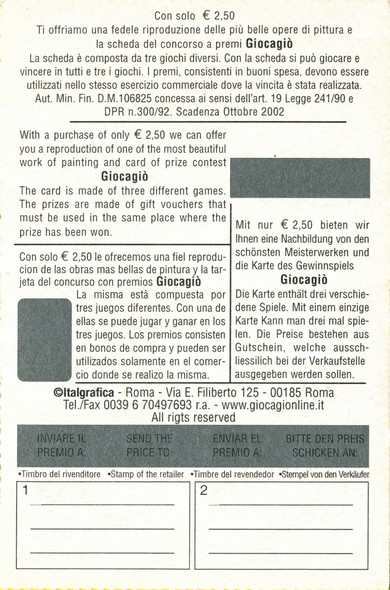 Con solo € 2,50
Ti offriamo una fedele riproduzione delle più belle opere di pittura e
la scheda del concorso a premi Giocagiò
La scheda è composta da tre giochi diversi. Con la scheda si può giocare e
vincere in tutti e tre i giochi. I premi, consistenti in buoni spesa, devono essere
utilizzati nello stesso esercizio commerciale dove la vincita è stata realizzata.
Aut. Min. Fin. D.M.106825 concessa ai sensi dell'art. 19 Legge 241/90 e
DPR n.300/92. Scadenza Ottobre 2002
With a purchase of only € 2,50 we can offer
you a reproduction of one of the most beautiful
work of painting and card of prize contest
Giocagiò
The card is made of three different games.
The prizes are made of gift vouchers that
must be used in the same place where the
prize has been won.
Mit nur € 2,50 bieten wir
Ihnen eine Nachbildung von den
schönsten Meisterwerken und
die Karte des Gewinnspiels
Giocagiò
Die Karte enthält drei verschie-
dene Spiele. Mit einem einzige
Karte Kann man drei mal spie-
len. Die Preise bestehen aus
Gutschein, welche aussch-
liessilich bei der Verkaufstelle
ausgegeben werden sollen.
Con solo € 2,50 le ofrecemos una fiel reprodu-
cion de las obras mas bellas de pintura y la tar-
jeta del concurso con premios Giocagiò
La misma està compuesta por
tres juegos diferentes. Con una de
ellas se puede jugar y ganar en los
tres juegos. Los premios consisten
en bonos de compra y pueden ser
utilizados solamente en el comer-
cio donde se realizo la misma.
©Italgrafica - Roma - Via E. Filiberto 125 - 00185 Roma
Tel./Fax 0039 6 70497693 r.a. - www.giocagionline.it
All rigts reserved
INVIARE IL PREMIO A:
SEND THE PRICE TO:
ENVIAR EL PREMIO A:
BITTE DEN PREIS SCHICKEN AN:
•Timbro del rivenditore •Stamp of the retailer •Timbre del revendedor •Stempel von den Verkäufer
1
2